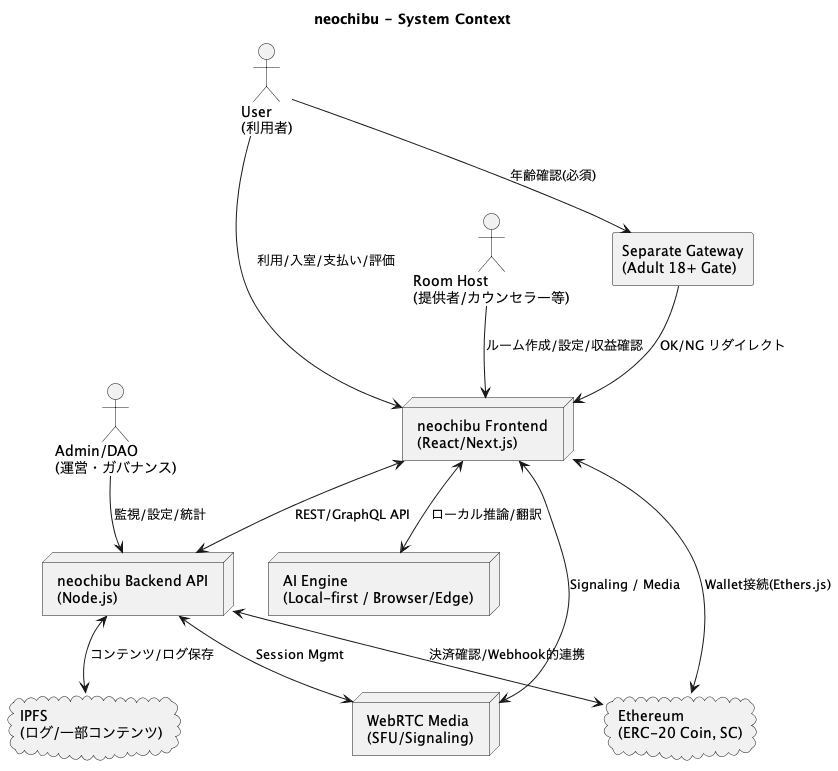 neochibu - System Context
User
(利用者)
年齢確認(必須)
Separate Gateway
(Adult 18+ Gate)
利用/入室/支払い/評価
Room Host
(提供者/カウンセラー等)
ルーム作成/設定/収益確認
OK/NG リダイレクト
neochibu Frontend
(React/Next.js)
Admin/DAO
(運営・ガバナンス)
監視/設定/統計
REST/GraphQL API
ローカル推論/翻訳
neochibu Backend API
(Node.js)
AI Engine
(Local-first / Browser/Edge)
Signaling / Media
Wallet接続(Ethers.js)
コンテンツ/ログ保存
Session Mgmt
決済確認/Webhook的連携
IPFS
(ログ/一部コンテンツ)
WebRTC Media
(SFU/Signaling)
Ethereum
(ERC-20 Coin, SC)